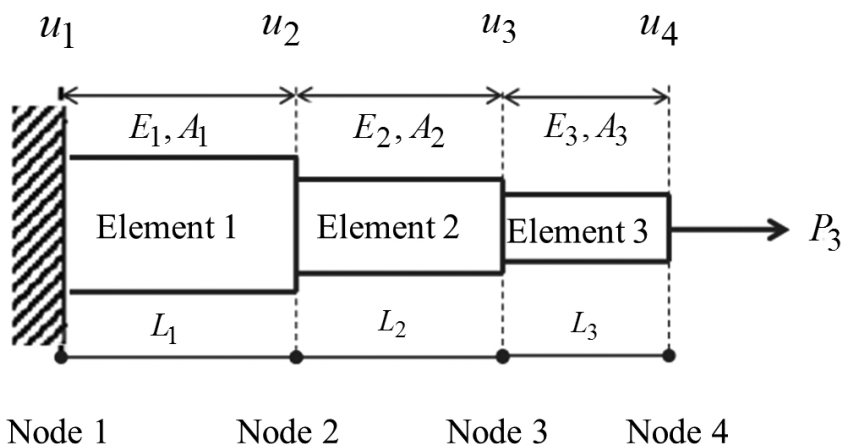 u1 u2 u3 u4
E1, A1 E2, A2 E3, A3
Element 1 Element 2 Element 3 P3
L1 L2 L3
Node 1 Node 2 Node 3 Node 4